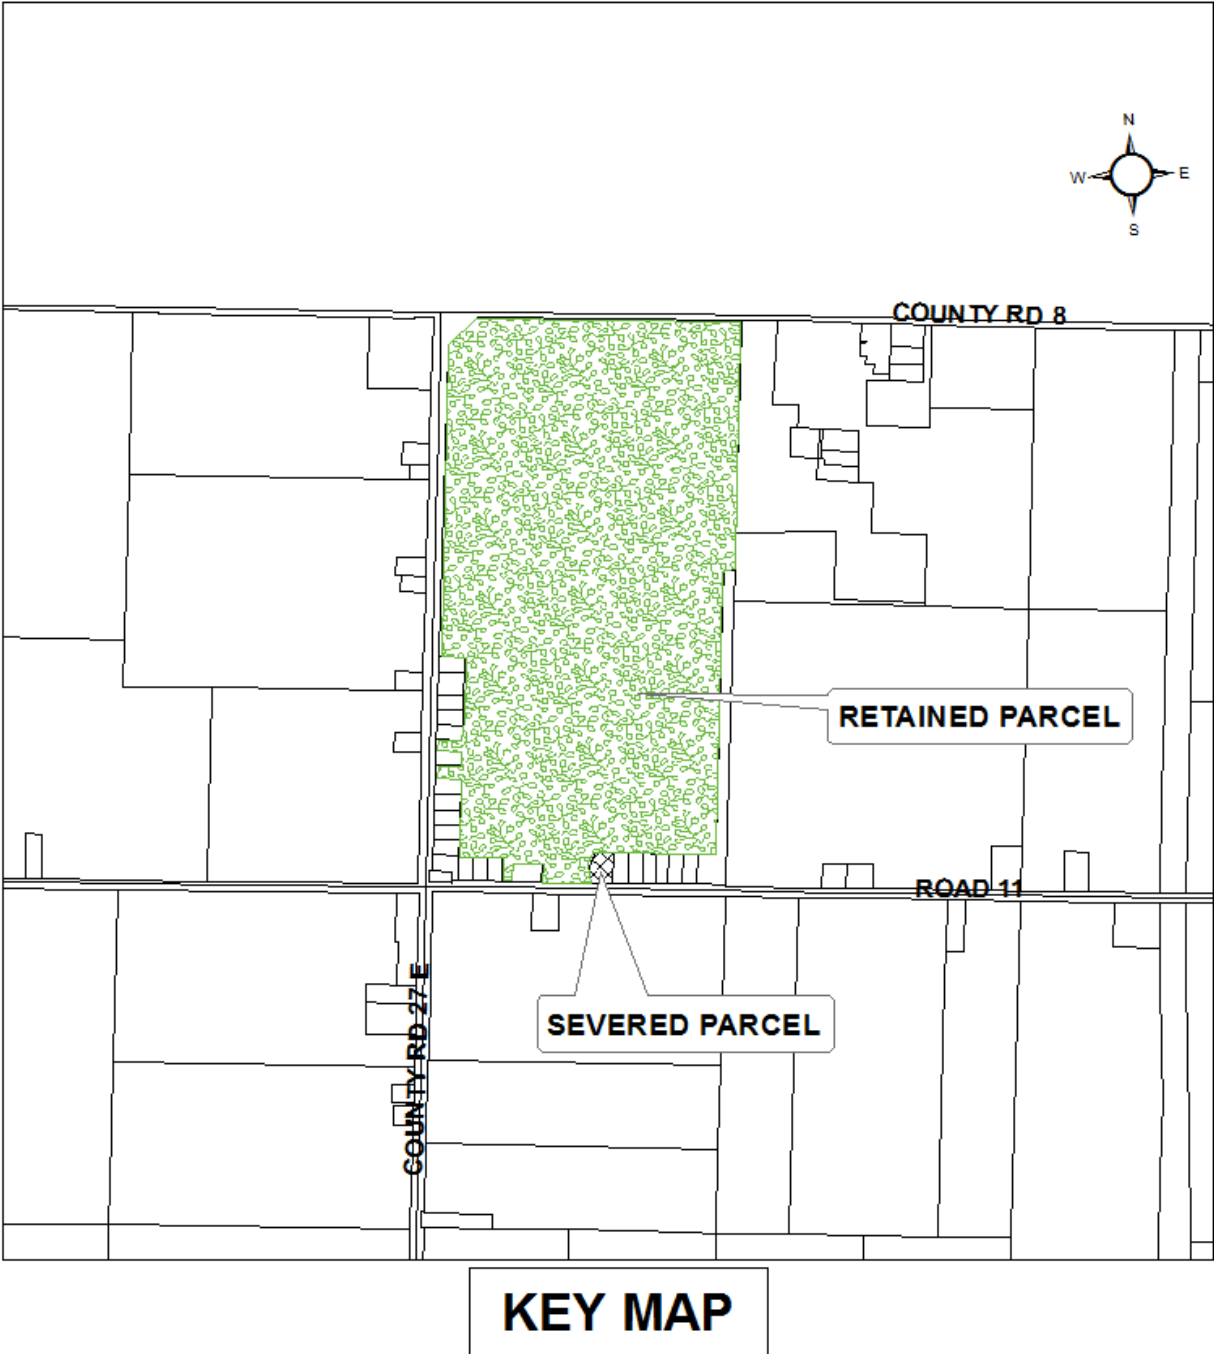 N
W E
S
COUNTY RD 8
RETAINED PARCEL
ROAD 11
SEVERED PARCEL
COUNTY RD 27 E
KEY MAP